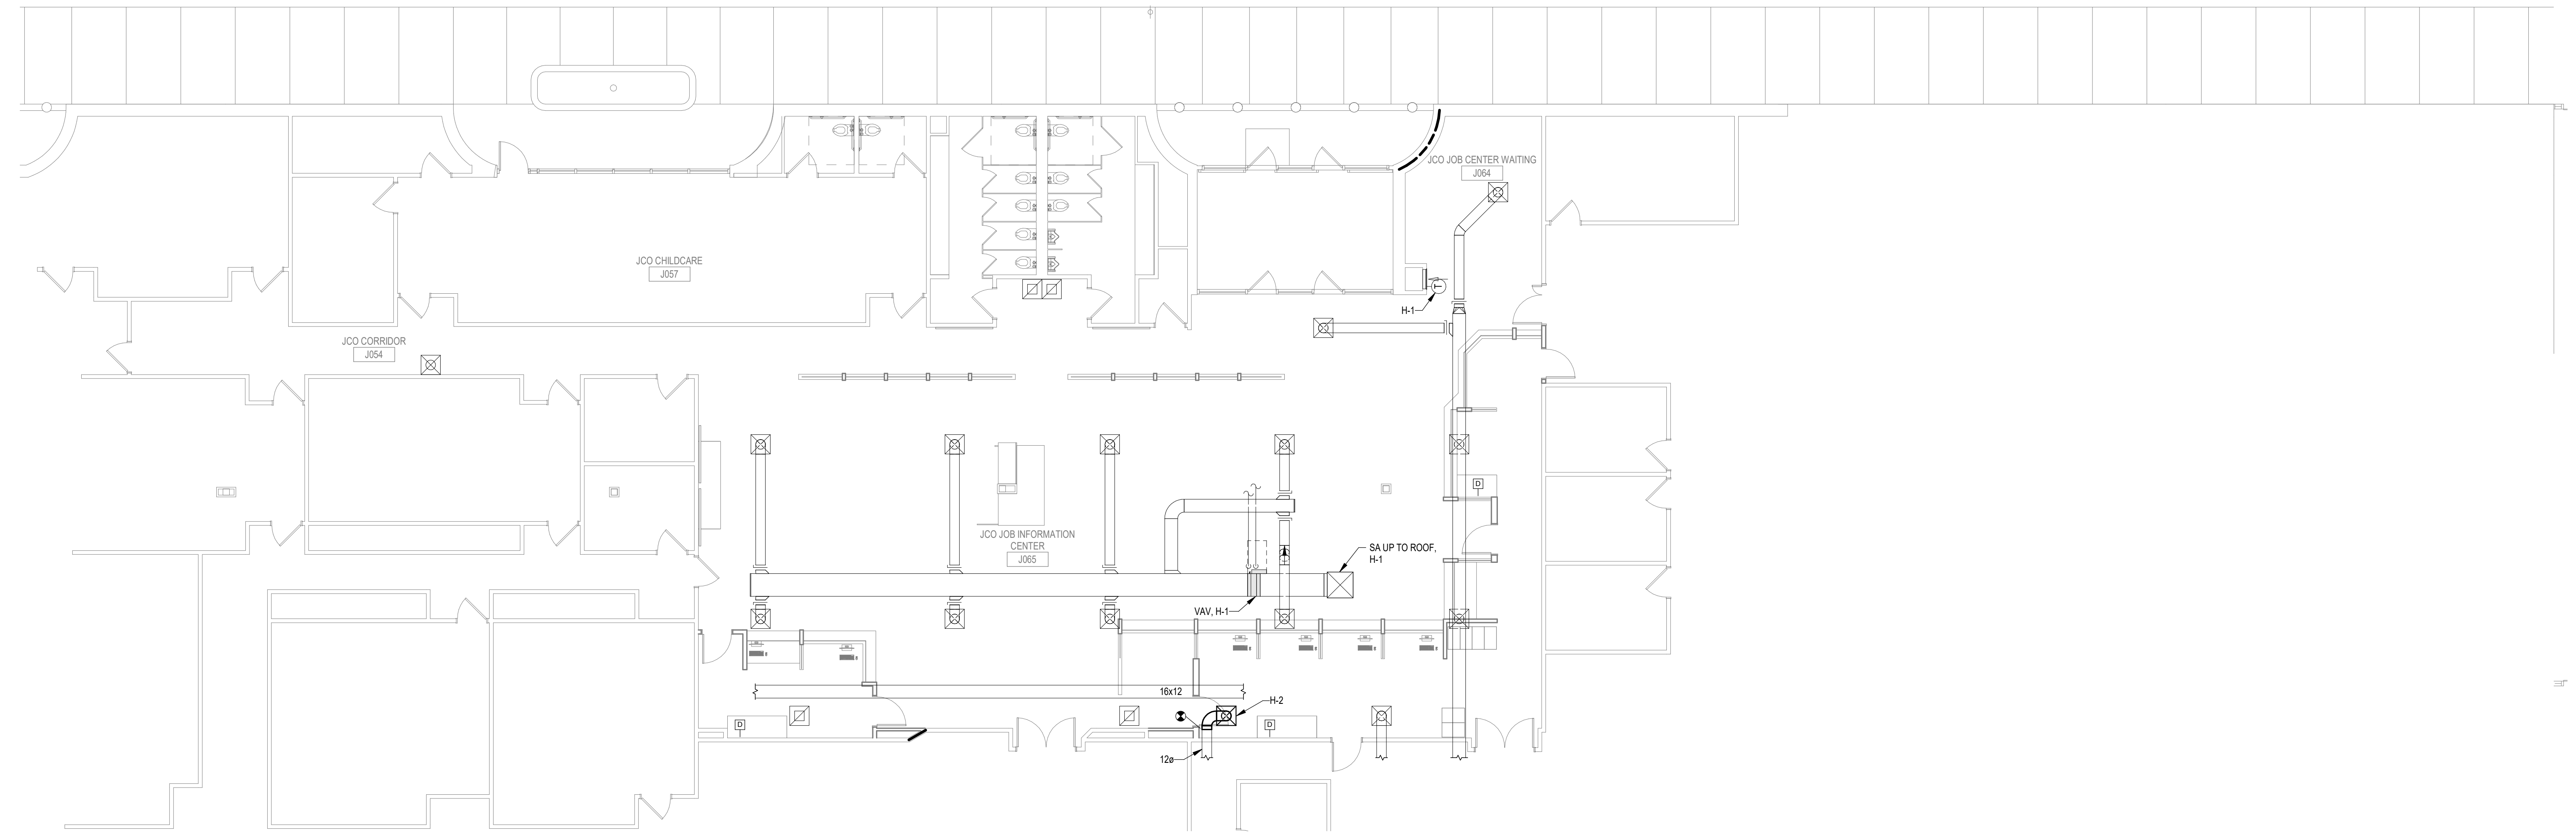 JCO JOB CENTER WAITING
J064
JCO CHILDCARE
J057
T
H-1
JCO CORRIDOR
J054
D
JCO JOB INFORMATION
CENTER
J065
SA UP TO ROOF,
H-1
VAV, H-1
16x12
H-2
D
D
12ø